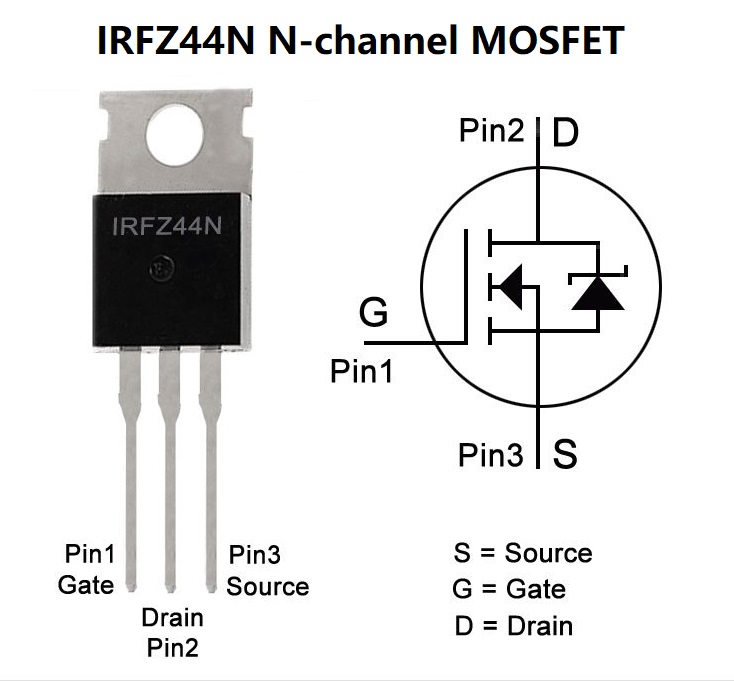 IRFZ44N N-channel MOSFET
IRFZ44N
Pin1
Gate
Drain
Pin2
Pin3
Source
Pin2 D
G
Pin1
Pin3 S
S = Source
G = Gate
D = Drain